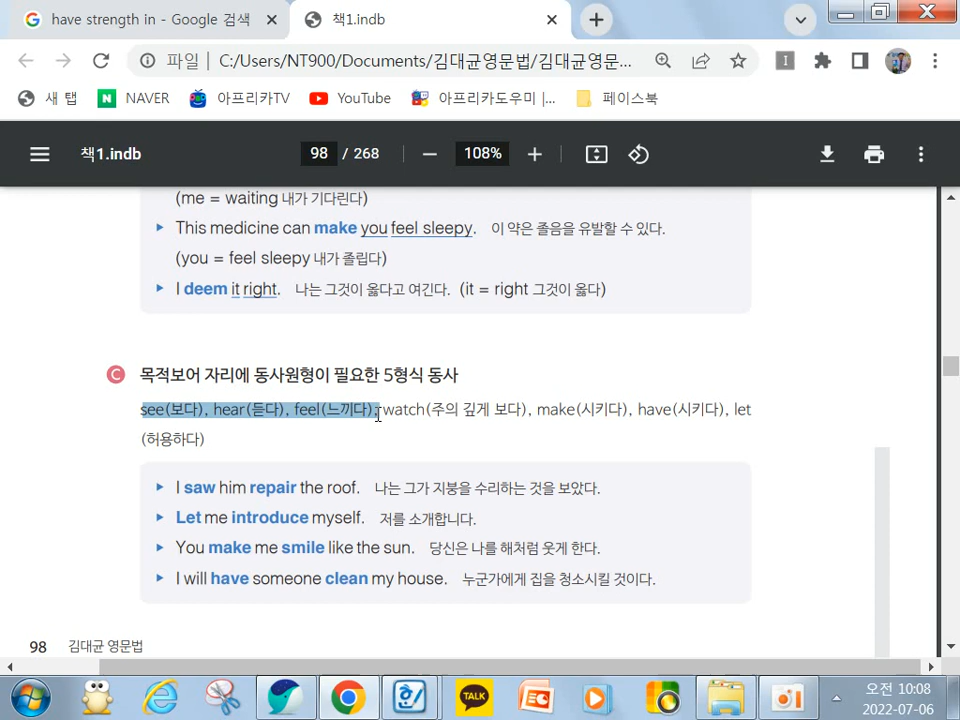 have strength in - Google 검색
책1.indb
파일
C:/Users/NT900/Documents/김대균영문법/김대균영문...
새 탭
NAVER
아프리카TV
YouTube
아프리카도우미 |...
페이스북
책1.indb
98 / 268
108%
(me = waiting 내가 기다린다)
This medicine can make you feel sleepy. 이 약은 졸음을 유발할 수 있다.
(you = feel sleepy 내가 졸립다)
I deem it right. 나는 그것이 옳다고 여긴다. (it = right 그것이 옳다)
C 목적보어 자리에 동사원형이 필요한 5형식 동사
see(보다), hear(듣다), feel(느끼다), watch(주의 깊게 보다), make(시키다), have(시키다), let
(허용하다)
I saw him repair the roof. 나는 그가 지붕을 수리하는 것을 보았다.
Let me introduce myself. 저를 소개합니다.
You make me smile like the sun. 당신은 나를 해처럼 웃게 한다.
I will have someone clean my house. 누군가에게 집을 청소시킬 것이다.
98 김대균 영문법
TALK
오전 10:08
2022-07-06